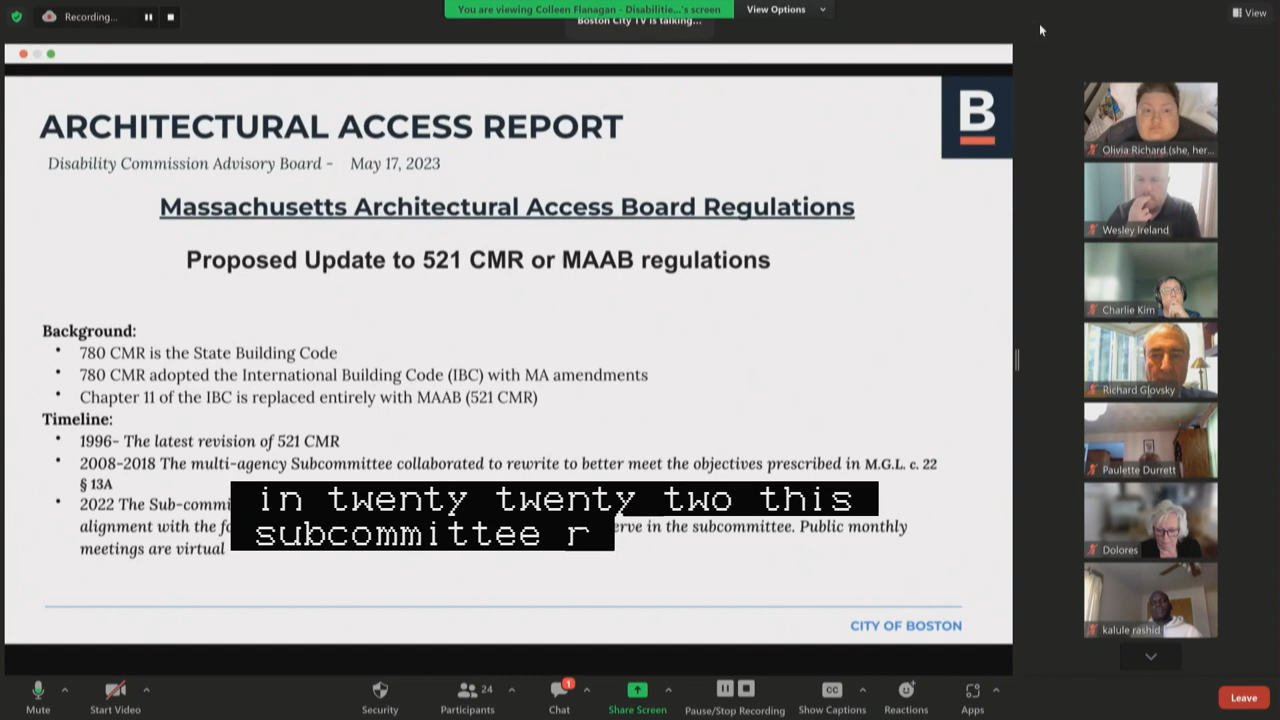 Recording...
You are viewing Colleen Flanagan - Disabilitie...'s screen
View Options
Boston City TV is talking...
View
B
ARCHITECTURAL ACCESS REPORT
Disability Commission Advisory Board - May 17, 2023
Massachusetts Architectural Access Board Regulations
Proposed Update to 521 CMR or MAAB regulations
Background:
• 780 CMR is the State Building Code
• 780 CMR adopted the International Building Code (IBC) with MA amendments
• Chapter 11 of the IBC is replaced entirely with MAAB (521 CMR)
Timeline:
• 1996- The latest revision of 521 CMR
• 2008-2018 The multi-agency Subcommittee collaborated to rewrite to better meet the objectives prescribed in M.G.L. c. 22
§ 13A
• 2022 The Sub-commi
in twenty twenty two this
alignment with the
in the subcommittee. Public monthly
subcommittee r
meetings are virtual
CITY OF BOSTON
Olivia Richard (she, her...
Wesley Ireland
Charlie Kim
Richard Glovsky
Paulette Durrett
Dolores
kalule rashid
Mute
Start Video
Security
24
Participants
1
Chat
Share Screen
Pause/Stop Recording
CC
Show Captions
Reactions
Apps
Leave